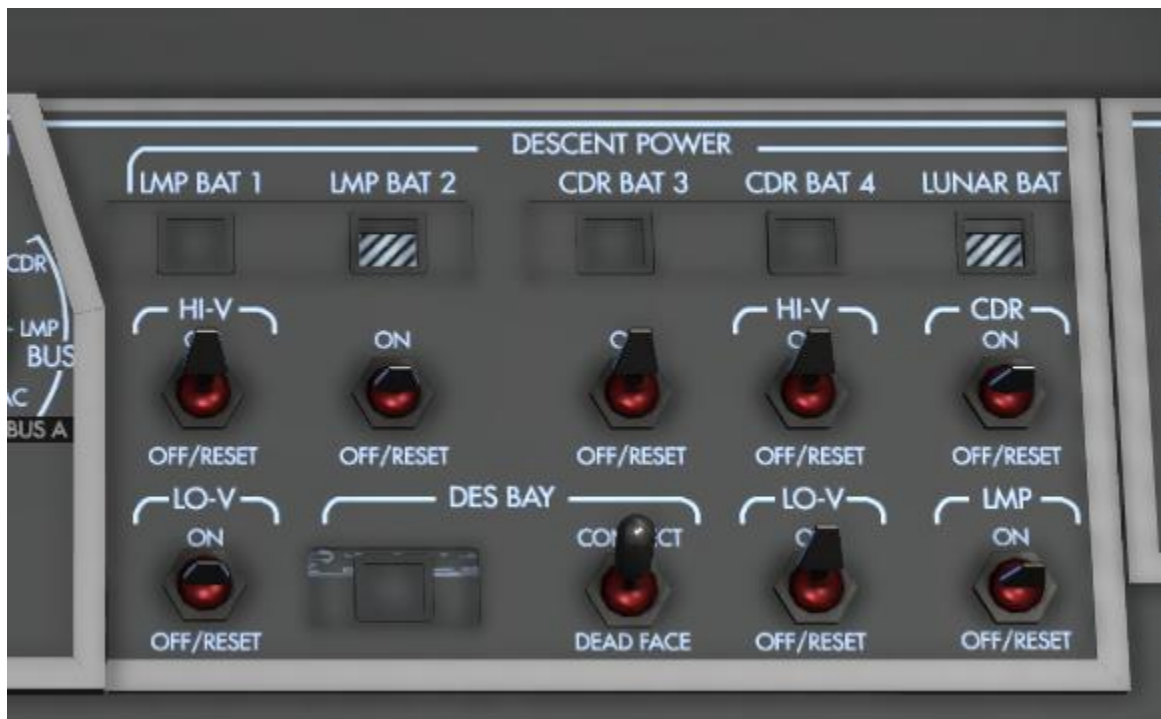 DESCENT POWER
LMP BAT 1 LMP BAT 2 CDR BAT 3 CDR BAT 4 LUNAR BAT
CDR
LMP
BUS
AC
BUS A
HI-V HI-V CDR
ON ON
OFF/RESET OFF/RESET OFF/RESET OFF/RESET OFF/RESET
LO-V DES BAY LO-V LMP
ON ON
OFF/RESET DEAD FACE OFF/RESET OFF/RESET